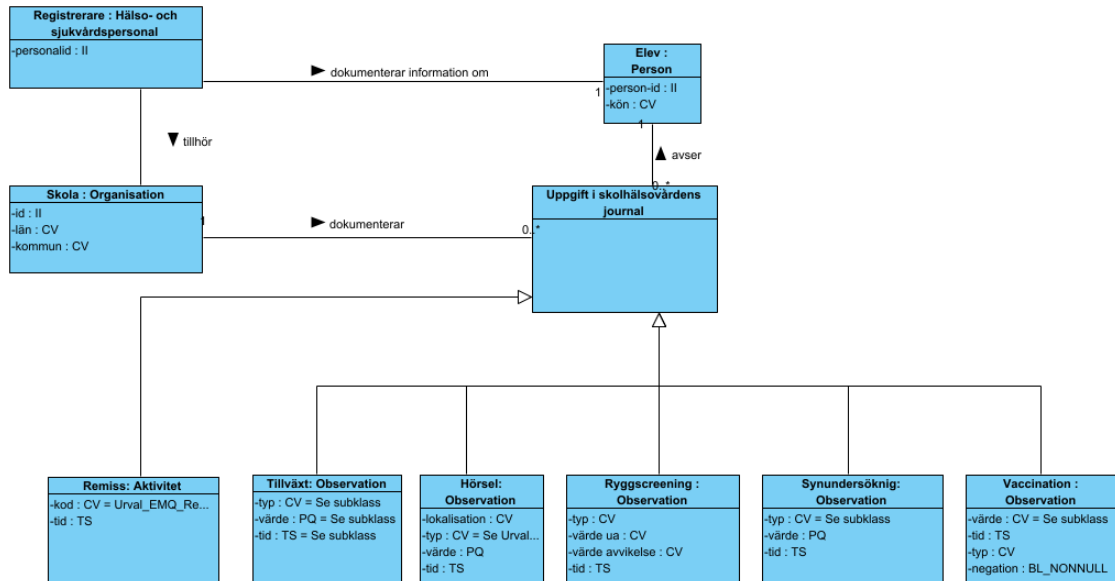 Registrerare : Hälso- och
sjukvårdspersonal
-personalid : II
dokumenterar information om
1
Elev :
Person
-person-id : II
-kön : CV
1
tillhör
avser
0..*
Skola : Organisation
-id : II
-län : CV
-kommun : CV
1
dokumenterar
0..*
Uppgift i skolhälsovårdens
journal
Remiss: Aktivitet
-kod : CV = Urval_EMQ_Re...
-tid : TS
Tillväxt: Observation
-typ : CV = Se subklass
-värde : PQ = Se subklass
-tid : TS = Se subklass
Hörsel:
Observation
-lokalisation : CV
-typ : CV = Se Urval...
-värde : PQ
-tid : TS
Ryggscreening :
Observation
-typ : CV
-värde ua : CV
-värde avvikelse : CV
-tid : TS
Synundersöknig:
Observation
-typ : CV = Se subklass
-värde : PQ
-tid : TS
Vaccination :
Observation
-värde : CV = Se subklass
-tid : TS
-typ : CV
-negation : BL_NONNULL